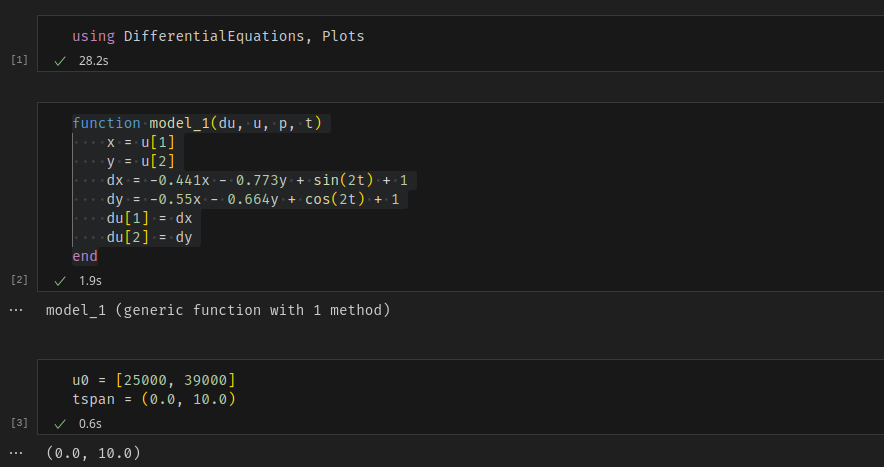 using DifferentialEquations, Plots
[1]
✓ 28.2s
function model_1(du, u, p, t)
    x = u[1]
    y = u[2]
    dx = -0.441x - 0.773y + sin(2t) + 1
    dy = -0.55x - 0.664y + cos(2t) + 1
    du[1] = dx
    du[2] = dy
end
[2]
✓ 1.9s
... model_1 (generic function with 1 method)
u0 = [25000, 39000]
tspan = (0.0, 10.0)
[3]
✓ 0.6s
... (0.0, 10.0)